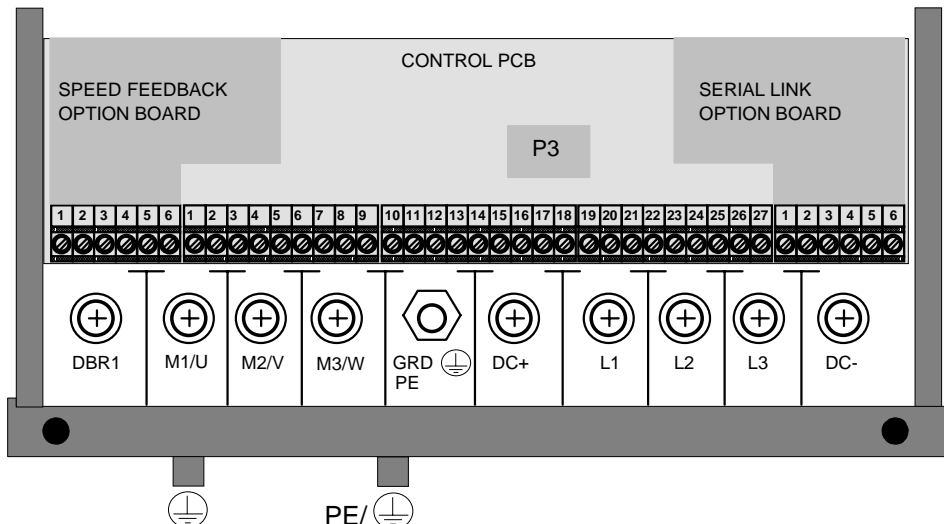 CONTROL PCB
SPEED FEEDBACK
OPTION BOARD
SERIAL LINK
OPTION BOARD
P3
1 2 3 4 5 6 1 2 3 4 5 6 7 8 9 10 11 12 13 14 15 16 17 18 19 20 21 22 23 24 25 26 27 1 2 3 4 5 6
DBR1 M1/U M2/V M3/W GRD DC+ L1 L2 L3 DC-
PE
PE/